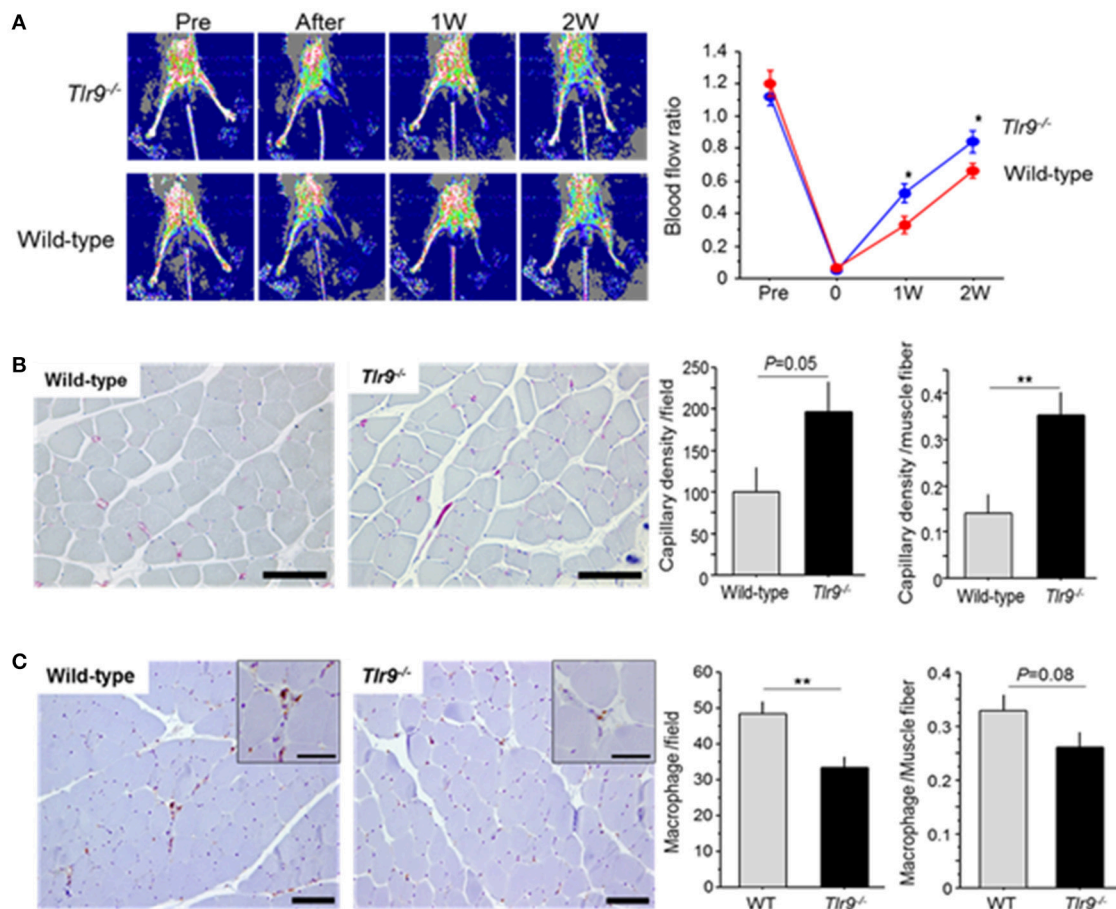 A
Pre After 1W 2W
Tlr9-/-
Wild-type
Blood flow ratio
1.4
1.2
1.0
0.8
0.6
0.4
0.2
0
Pre 0 1W 2W
*
*
Tlr9-/-
Wild-type
B
Wild-type
Tlr9-/-
Capillary density /field
250
225
200
175
150
125
100
75
50
25
0
P=0.05
Wild-type Tlr9-/-
Capillary density /muscle fiber
0.4
0.3
0.2
0.1
0
**
Wild-type Tlr9-/-
C
Wild-type
Tlr9-/-
Macrophage /field
60
50
40
30
20
10
0
**
WT Tlr9-/-
Macrophage /Muscle fiber
0.4
0.3
0.2
0.1
0
P=0.08
WT Tlr9-/-